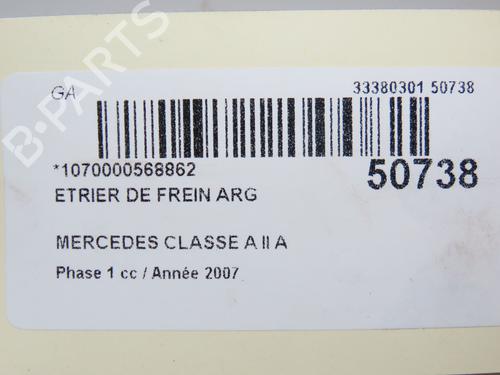 B-PARTS
GA
33380301 50738
*1070000568862
50738
ETRIER DE FREIN ARG
MERCEDES CLASSE A II A
Phase 1 cc / Année 2007